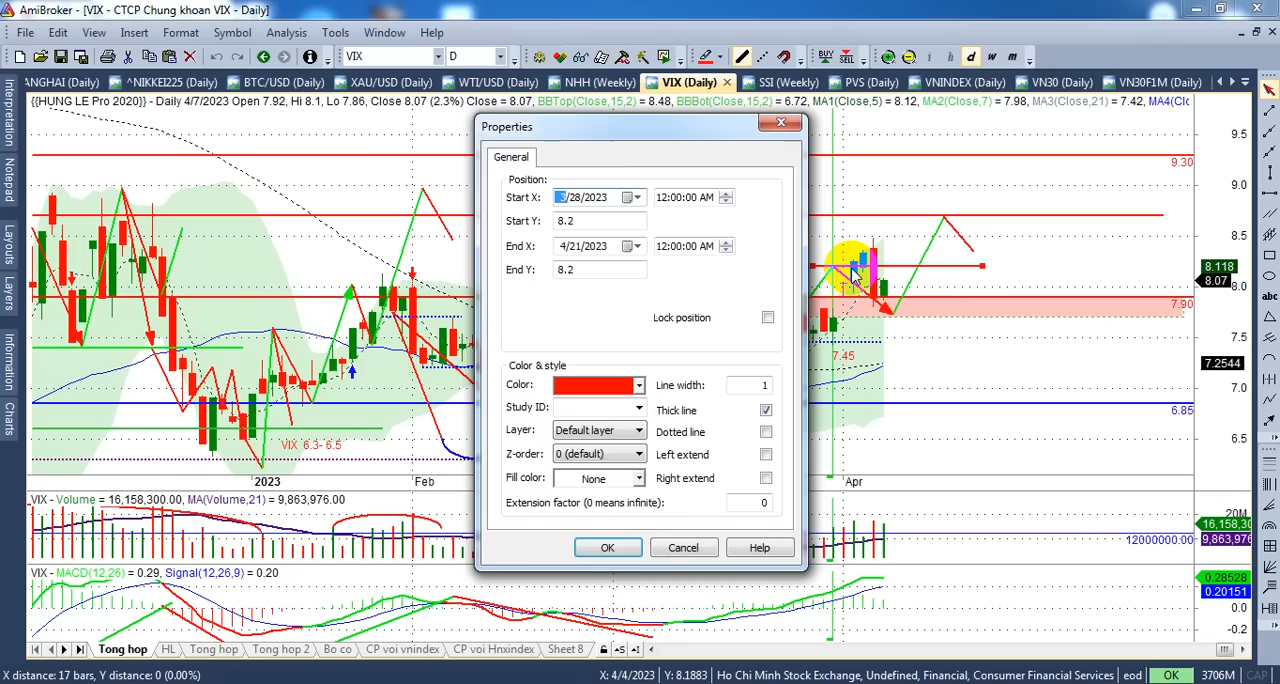 AmiBroker - [VIX - CTCP Chung khoan VIX - Daily]
File Edit View Insert Format Symbol Analysis Tools Window Help
VIX D BUY SELL i h d w m
ANGHAI (Daily) ^NIKKEI225 (Daily) BTC/USD (Daily) XAU/USD (Daily) WTI/USD (Daily) NHH (Weekly) VIX (Daily) SSI (Weekly) PVS (Daily) VNINDEX (Daily) VN30 (Daily) VN30F1M (Daily)
{{HUNG LE Pro 2020}} - Daily 4/7/2023 Open 7.92, Hi 8.1, Lo 7.86, Close 8.07 (2.3%) Close = 8.07, BBTop(Close,15,2) = 8.48, BBBot(Close,15,2) = 6.72, MA1(Close,5) = 8.12, MA2(Close,7) = 7.98, MA3(Close,21) = 7.42, MA4(Clc
Interpretation
Notepad
Layouts
Layers
Information
Charts
abc
Properties
General
Position:
Start X: 3/28/2023 12:00:00 AM
Start Y: 8.2
End X: 4/21/2023 12:00:00 AM
End Y: 8.2
Lock position
Color & style
Color: Line width: 1
Study ID: Thick line
Layer: Default layer Dotted line
Z-order: 0 (default) Left extend
Fill color: None Right extend
Extension factor (0 means infinite): 0
OK Cancel Help
9.5
9.30
9.0
8.5
8.118
8.07
8.0
7.90
7.5
7.45
7.2544
7.0
6.85
6.5
VIX 6.3- 6.5
2023 Feb Apr
VIX - Volume = 16,158,300.00, MA(Volume,21) = 9,863,976.00
20M
16,158,30
12000000.00
9,863,976
VIX - MACD(12,26) = 0.29, Signal(12,26,9) = 0.20
0.28528
0.20151
0.0
-0.2
Tong hop HL Tong hop Tong hop 2 Bo co CP voi vnindex CP voi Hnxindex Sheet 8
X distance: 17 bars, Y distance: 0 (0.00%) X: 4/4/2023 Y: 8.1883 Ho Chi Minh Stock Exchange, Undefined, Financial, Consumer Financial Services eod OK 3706M CAP